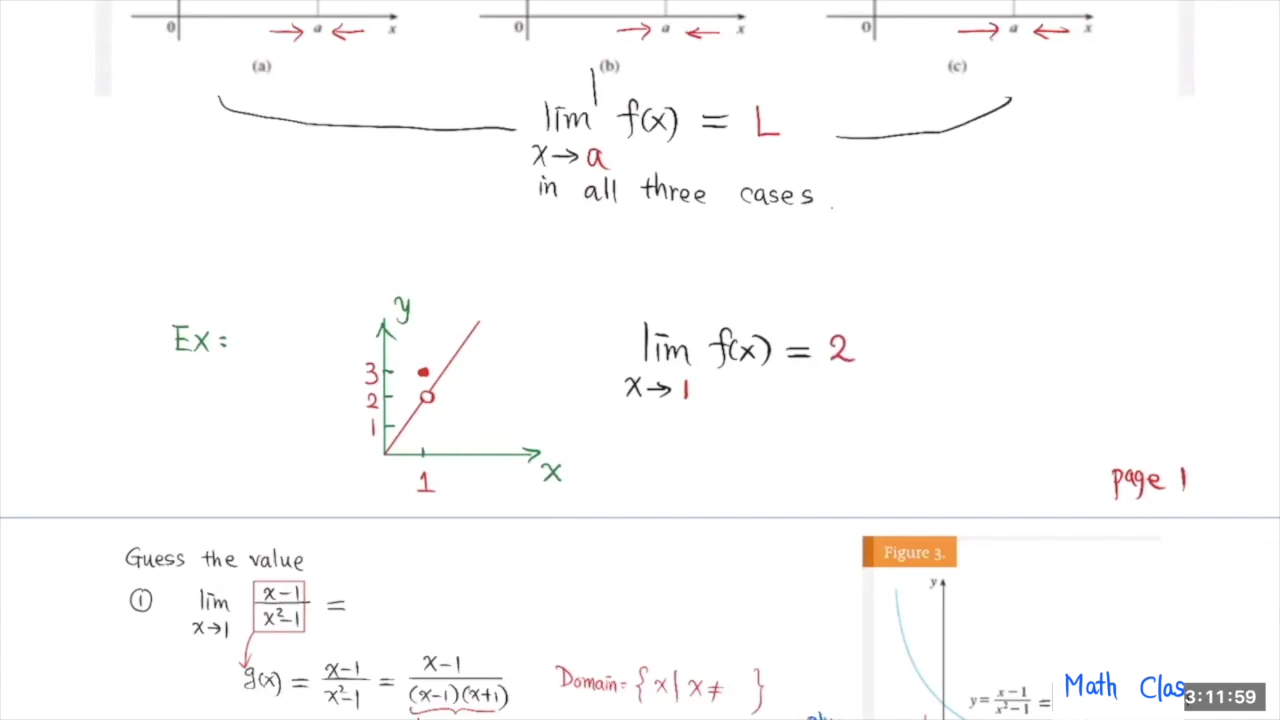 0 a x 0 a x 0 a x
(a) (b) (c)
lim f(x) = L
x→a
in all three cases.
Ex:
y
3
2
1
1
x
lim f(x) = 2
x→1
page 1
Guess the value
① lim x-1/x²-1 =
x→1
g(x) = x-1/x²-1 = x-1/(x-1)(x+1)
Domain = { x | x ≠ }
Figure 3.
y
y = x-1/x²-1 =
Math Clas
3:11:59